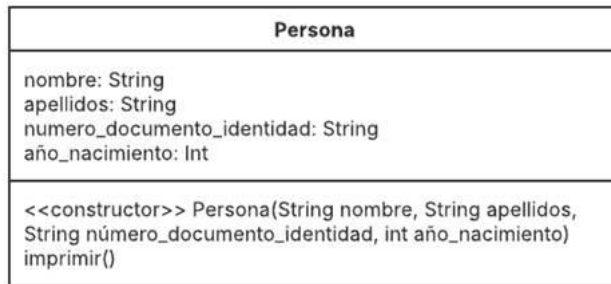 Persona
nombre: String
apellidos: String
numero_documento_identidad: String
año_nacimiento: Int
<<constructor>> Persona(String nombre, String apellidos,
String número_documento_identidad, int año_nacimiento)
imprimir()